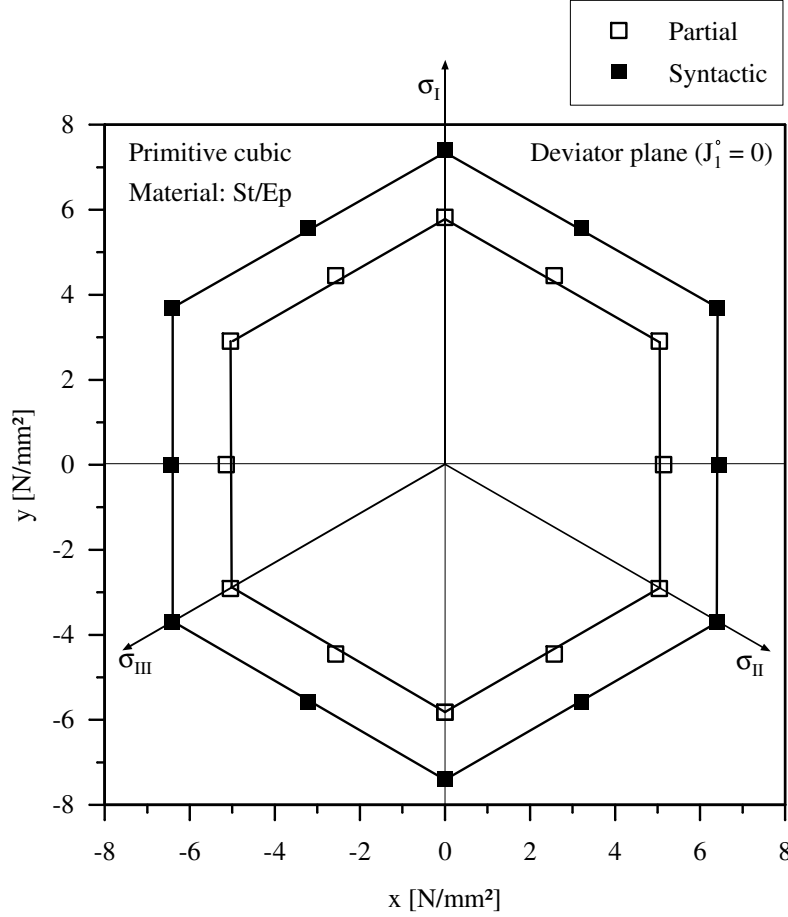 Partial
Syntactic
σI
8
Primitive cubic
Deviator plane (J1° = 0)
Material: St/Ep
6
4
2
0
-2
-4
-6
-8
y [N/mm²]
σIII
σII
-8 -6 -4 -2 0 2 4 6 8
x [N/mm²]